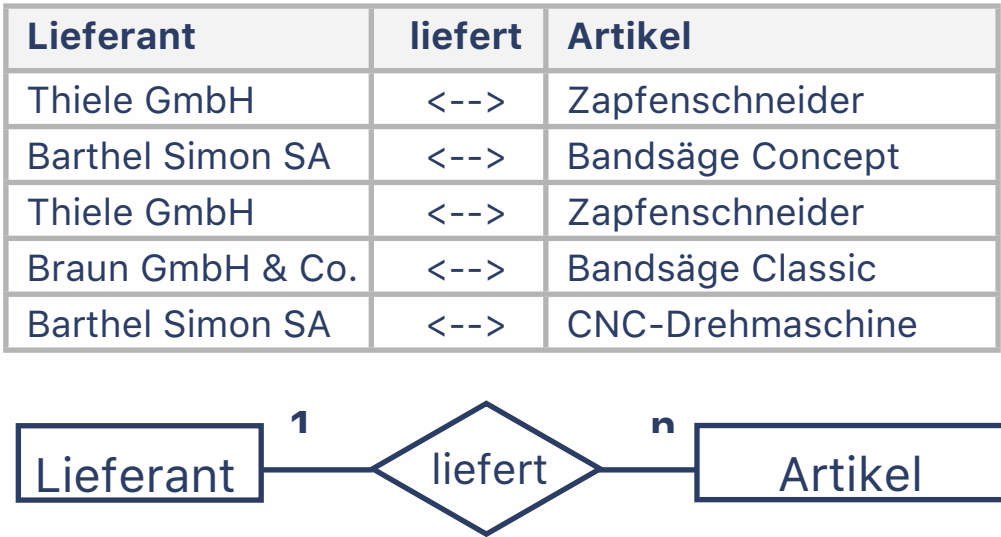 Lieferant liefert Artikel
Thiele GmbH <--> Zapfenschneider
Barthel Simon SA <--> Bandsäge Concept
Thiele GmbH <--> Zapfenschneider
Braun GmbH & Co. <--> Bandsäge Classic
Barthel Simon SA <--> CNC-Drehmaschine
1 n
Lieferant liefert Artikel